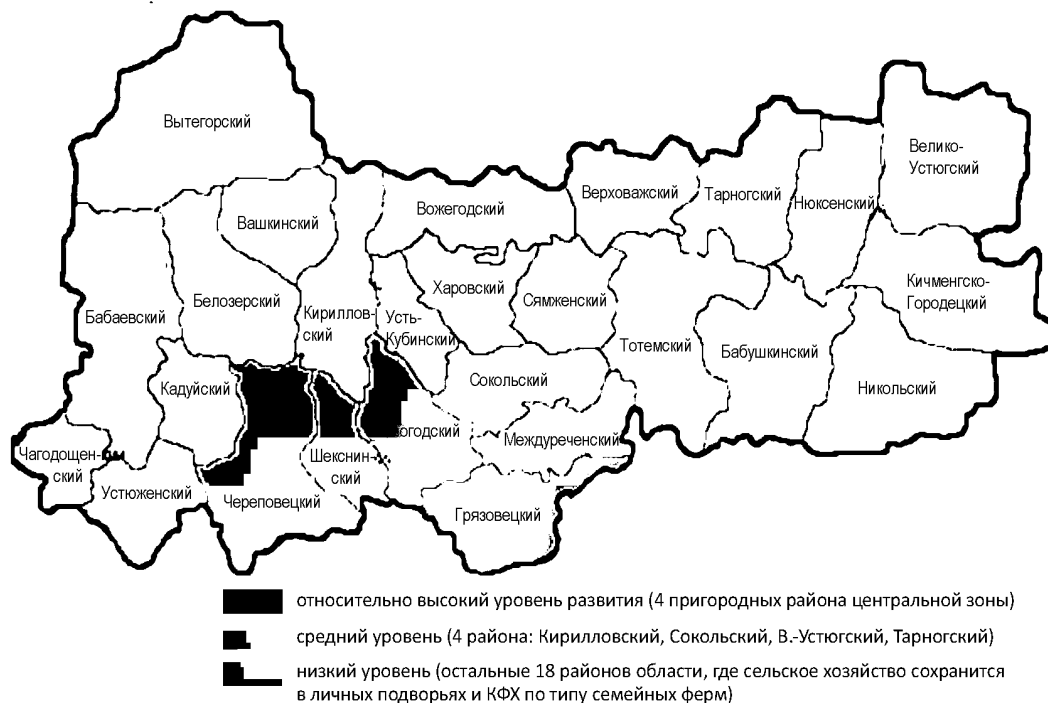 Вытегорский
Велико-
Устюгский
Верховажский
Тарногский
Нюксенский
Вожегодский
Вашкинский
Белозерский
Кириллов-
ский
Усть-
Кубинский
Харовский
Сямженский
Кичменгско-
Городецкий
Бабаевский
Тотемский
Бабушкинский
Никольский
Сокольский
Кадуйский
Междуреченский
Чагодощен-
ский
Шекснин-
ский
Устюженский
Череповецкий
Грязовецкий
относительно высокий уровень развития (4 пригородных района центральной зоны)
средний уровень (4 района: Кирилловский, Сокольский, В.-Устюгский, Тарногский)
низкий уровень (остальные 18 районов области, где сельское хозяйство сохранится
в личных подворьях и КФХ по типу семейных ферм)